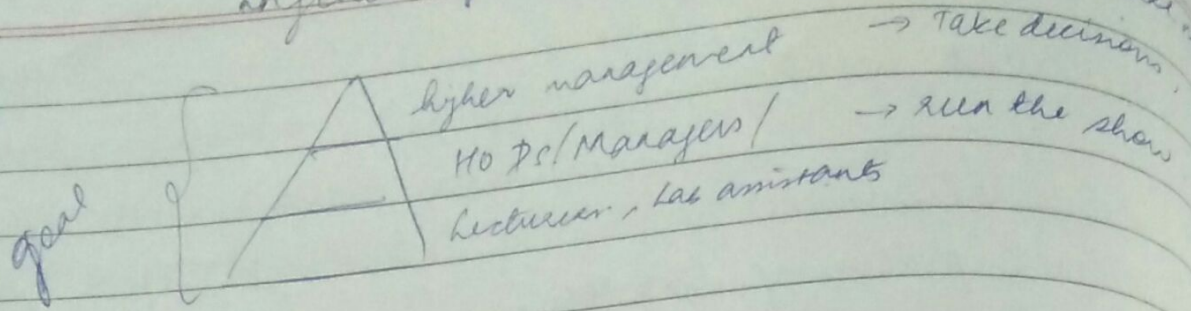 higher management → Take decisions,
HODs/Managers/ → run the show
Lecturer, Lab assistants
goal